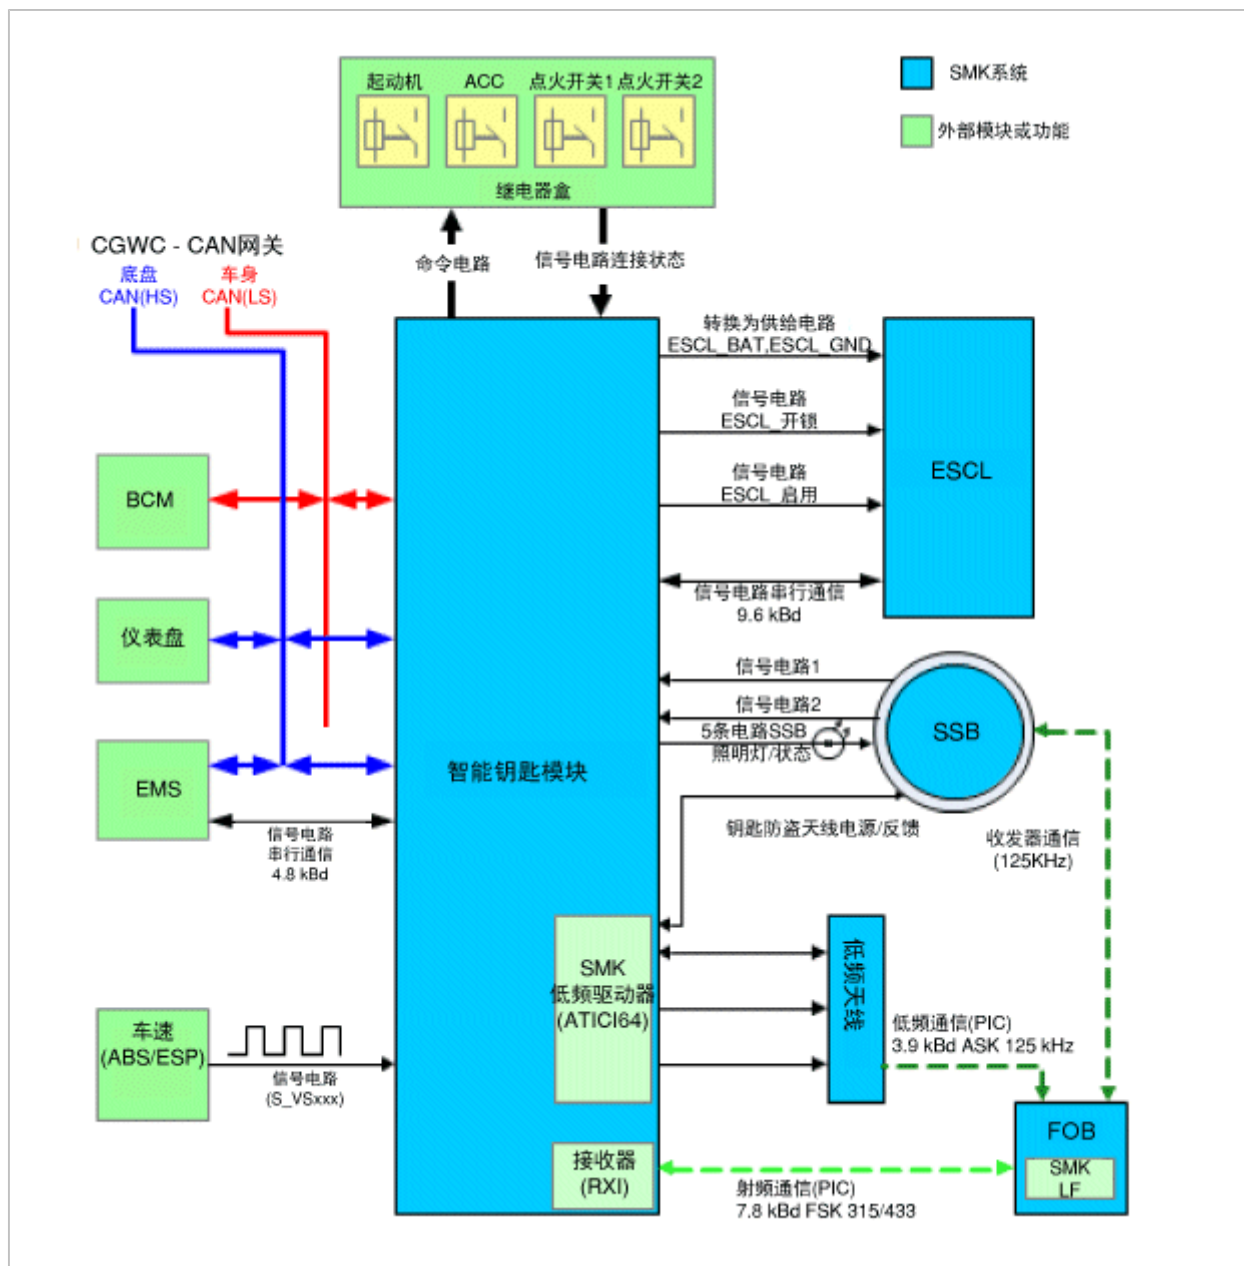 起动机 ACC 点火开关1 点火开关2
继电器盒
SMK系统
外部模块或功能
CGWC - CAN网关
底盘
CAN(HS)
车身
CAN(LS)
命令电路
信号电路连接状态
转换为供给电路
ESCL_BAT,ESCL_GND
信号电路
ESCL_开锁
信号电路
ESCL_启用
信号电路串行通信
9.6 kBd
ESCL
BCM
仪表盘
EMS
信号电路
串行通信
4.8 kBd
智能钥匙模块
信号电路1
信号电路2
5条电路SSB
照明灯/状态
SSB
钥匙防盗天线电源/反馈
收发器通信
(125KHz)
车速
(ABS/ESP)
信号电路
(S_VSxxx)
SMK
低频驱动器
(ATICI64)
低频天线
低频通信(PIC)
3.9 kBd ASK 125 kHz
接收器
(RXI)
射频通信(PIC)
7.8 kBd FSK 315/433
FOB
SMK
LF